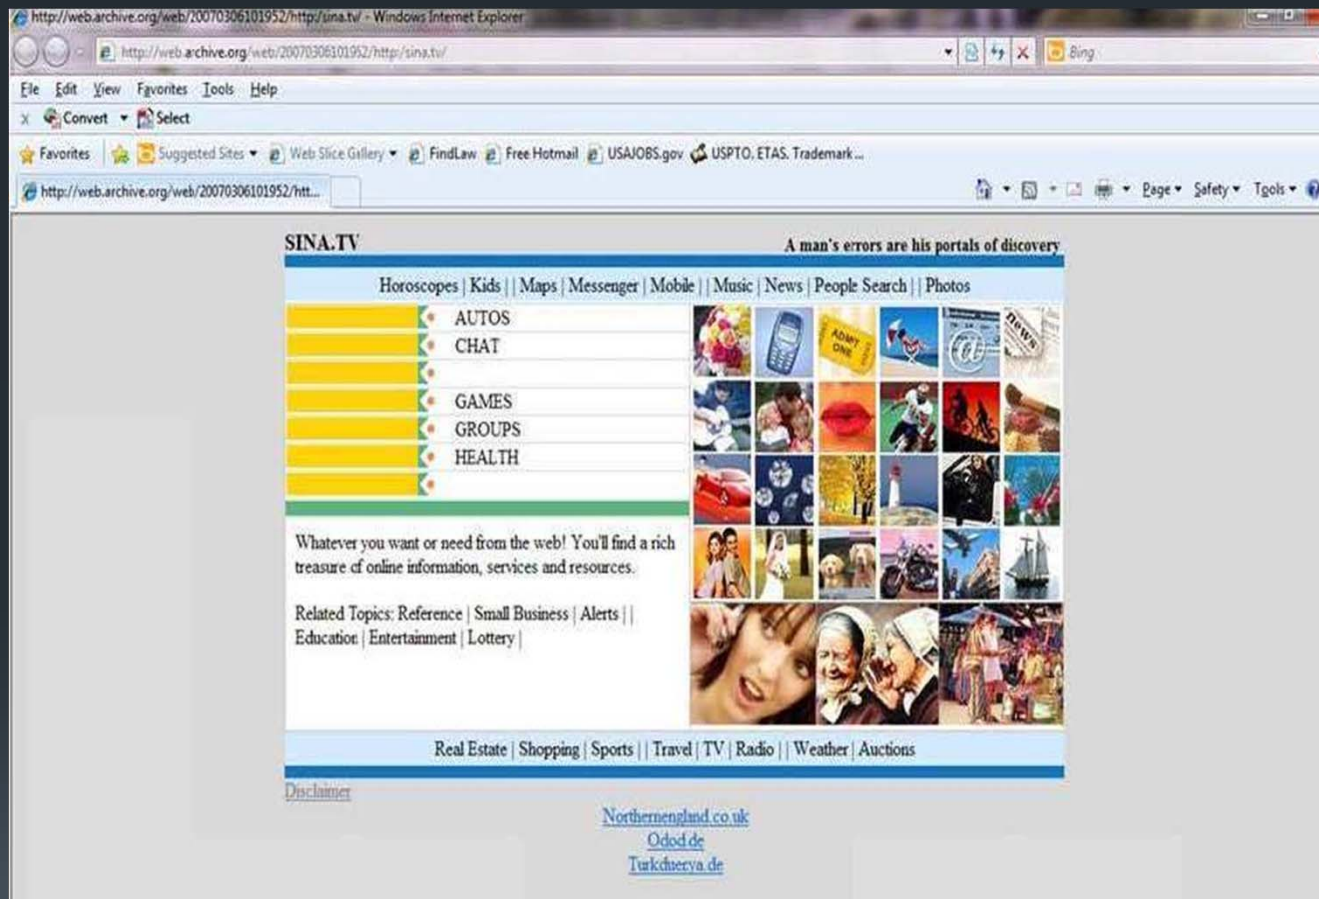 http://web.archive.org/web/20070306101952/http:/sina.tv/ - Windows Internet Explorer
http://web.archive.org/web/20070306101952/http:/sina.tv/
Bing
File Edit View Favorites Tools Help
x Convert Select
Favorites Suggested Sites Web Slice Gallery FindLaw Free Hotmail USAJOBS.gov USPTO. ETAS. Trademark ...
http://web.archive.org/web/20070306101952/htt...
Page Safety Tools
SINA.TV
A man's errors are his portals of discovery
Horoscopes | Kids | | Maps | Messenger | Mobile | | Music | News | People Search | | Photos
AUTOS
CHAT
GAMES
GROUPS
HEALTH
ADMIT
ONE
@
news
Whatever you want or need from the web! You'll find a rich
treasure of online information, services and resources.
Related Topics: Reference | Small Business | Alerts | |
Education | Entertainment | Lottery |
Real Estate | Shopping | Sports | | Travel | TV | Radio | | Weather | Auctions
Disclaimer
Northernengland.co.uk
Odod.de